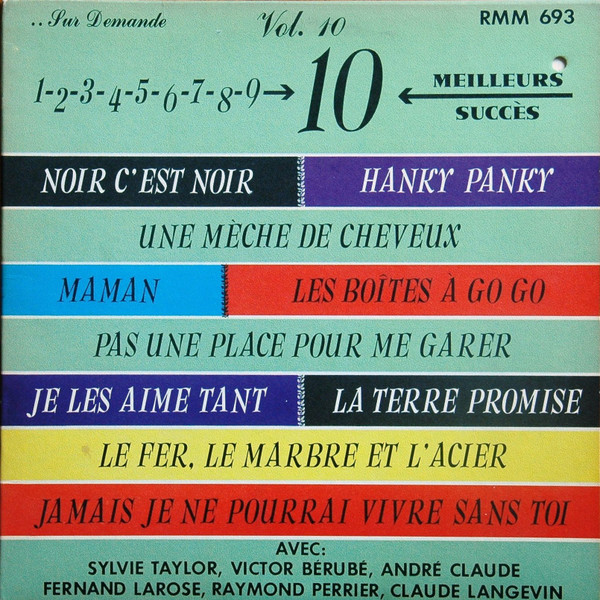 ..Sur Demande Vol. 10 RMM 693
1-2-3-4-5-6-7-8-9→ 10 ← MEILLEURS
SUCCÈS
NOIR C'EST NOIR HANKY PANKY
UNE MÈCHE DE CHEVEUX
MAMAN LES BOÎTES À GO GO
PAS UNE PLACE POUR ME GARER
JE LES AIME TANT LA TERRE PROMISE
LE FER, LE MARBRE ET L'ACIER
JAMAIS JE NE POURRAI VIVRE SANS TOI
AVEC:
SYLVIE TAYLOR, VICTOR BÉRUBÉ, ANDRÉ CLAUDE
FERNAND LAROSE, RAYMOND PERRIER, CLAUDE LANGEVIN